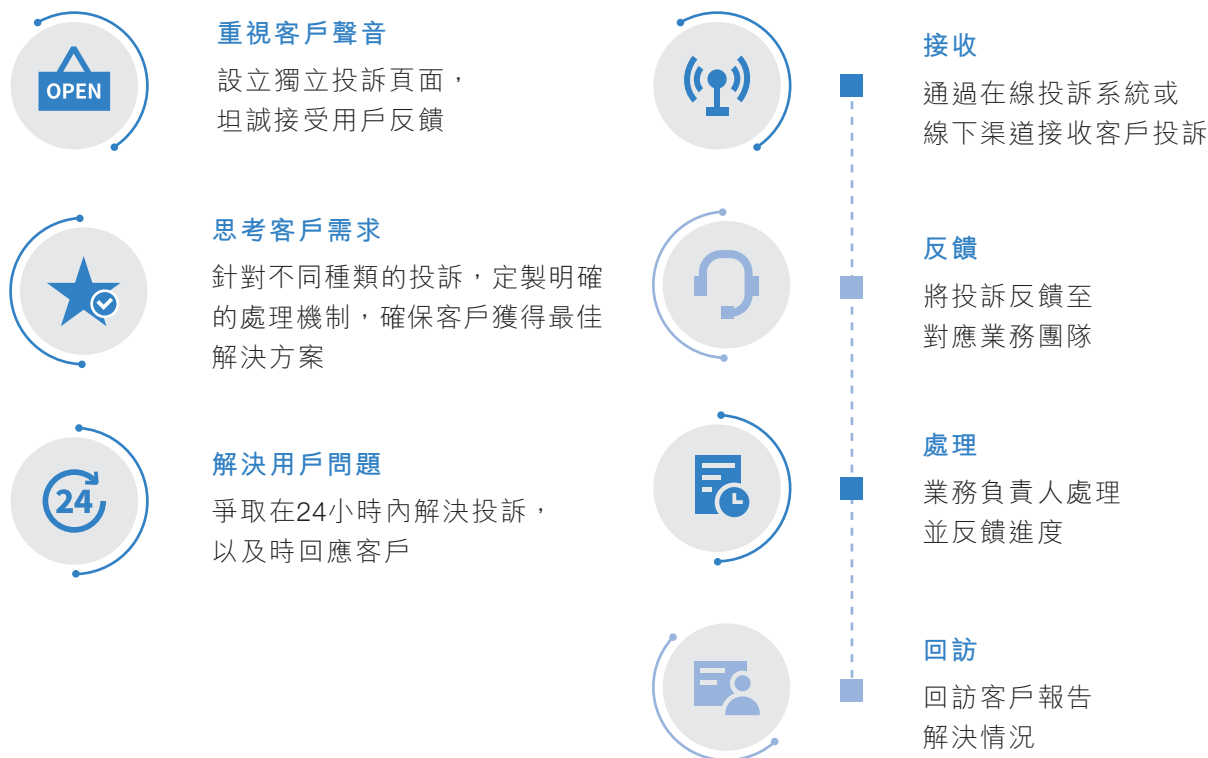 OPEN
重視客戶聲音
設立獨立投訴頁面，
坦誠接受用戶反饋
思考客戶需求
針對不同種類的投訴，定製明確
的處理機制，確保客戶獲得最佳
解決方案
24
解決用戶問題
爭取在24小時內解決投訴，
以及時回應客戶
接收
通過在線投訴系統或
線下渠道接收客戶投訴
反饋
將投訴反饋至
對應業務團隊
處理
業務負責人處理
並反饋進度
回訪
回訪客戶報告
解決情況